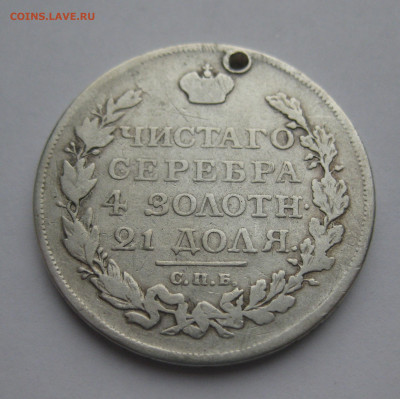 COINS.LAVE.RU
ЧИСТАГО
СЕРЕБРА
4 ЗОЛОТН·
21 ДОЛЯ.
С.П.Б.